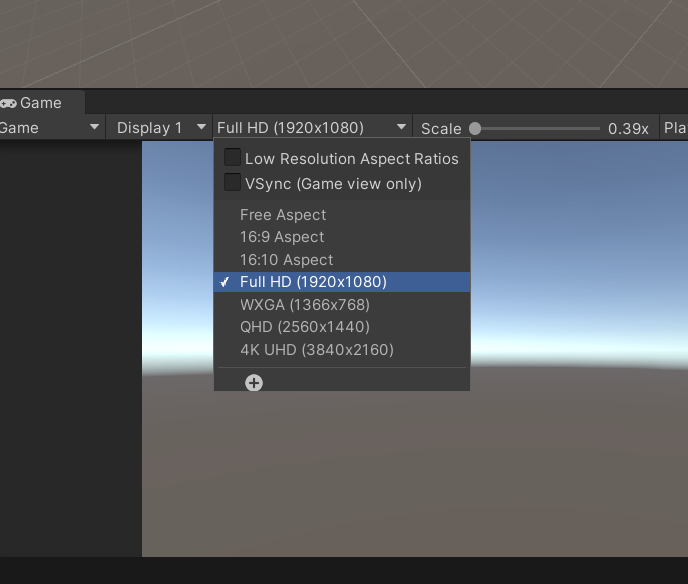 Game
Game Display 1 Full HD (1920x1080) Scale 0.39x
Low Resolution Aspect Ratios
VSync (Game view only)
Free Aspect
16:9 Aspect
16:10 Aspect
Full HD (1920x1080)
WXGA (1366x768)
QHD (2560x1440)
4K UHD (3840x2160)